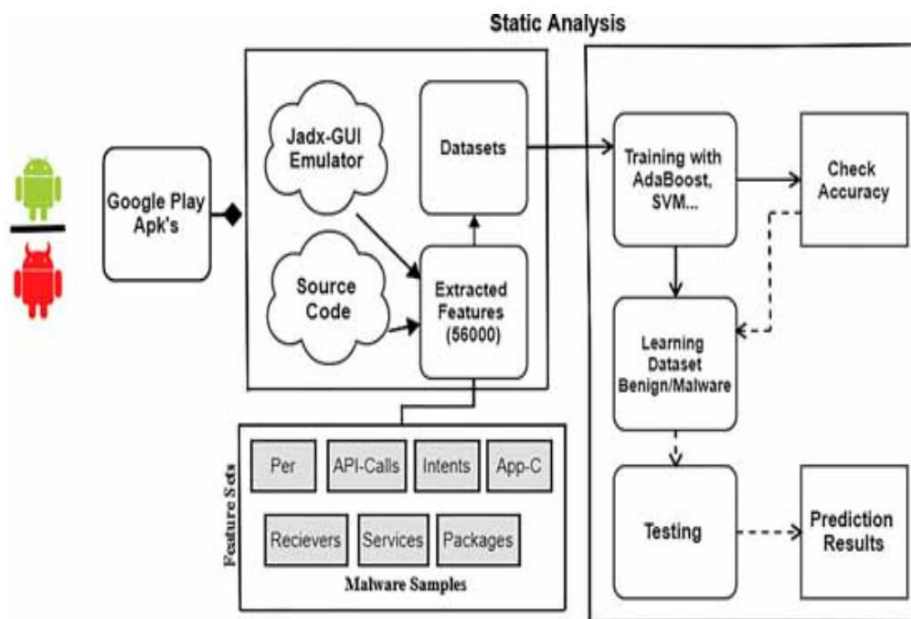 Static Analysis
Google Play
Apk's
Jadx-GUI
Emulator
Source
Code
Datasets
Extracted
Features
(56000)
Training with
AdaBoost,
SVM...
Check
Accuracy
Learning
Dataset
Benign/Malware
Testing
Prediction
Results
Feature Sets
Per
API-Calls
Intents
App-C
Recievers
Services
Packages
Malware Samples